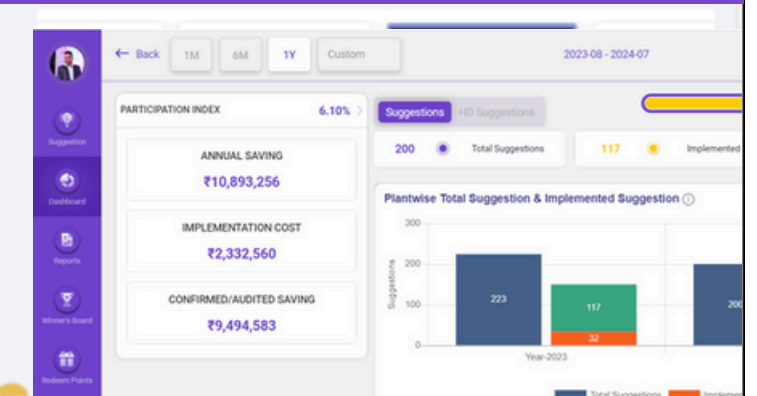 ← Back 1M 6M 1Y Custom 2023-08 - 2024-07
Suggestion
Dashboard
Reports
Winner's Board
Redeem Points
PARTICIPATION INDEX 6.10% >
ANNUAL SAVING
₹10,893,256
IMPLEMENTATION COST
₹2,332,560
CONFIRMED/AUDITED SAVING
₹9,494,583
Suggestions HO Suggestions
200 Total Suggestions 117 Implemented
Plantwise Total Suggestion & Implemented Suggestion
Suggestions
300
200
100
0
223
117
32
200
Year-2023
Total Suggestions